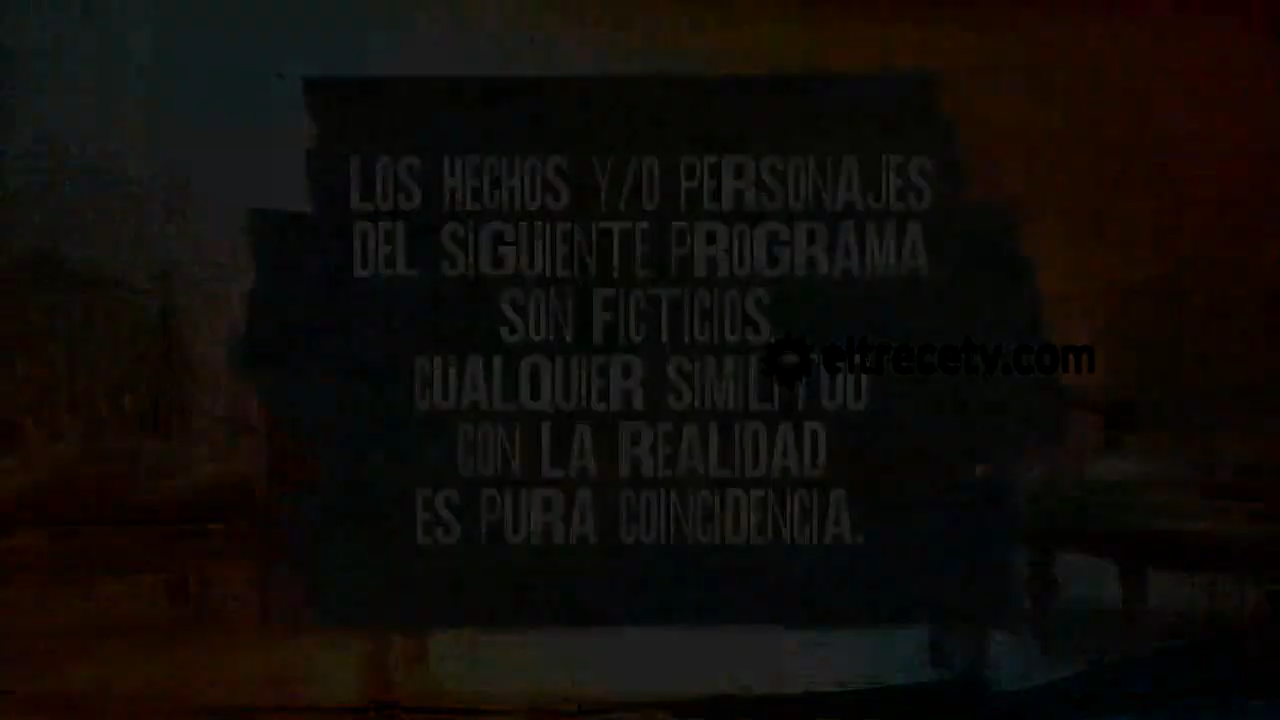 LOS HECHOS Y/O PERSONAJES
DEL SIGUIENTE PROGRAMA
SON FICTICIOS.
eltrecetv.com
CUALQUIER SIMILITUD
CON LA REALIDAD
ES PURA COINCIDENCIA.